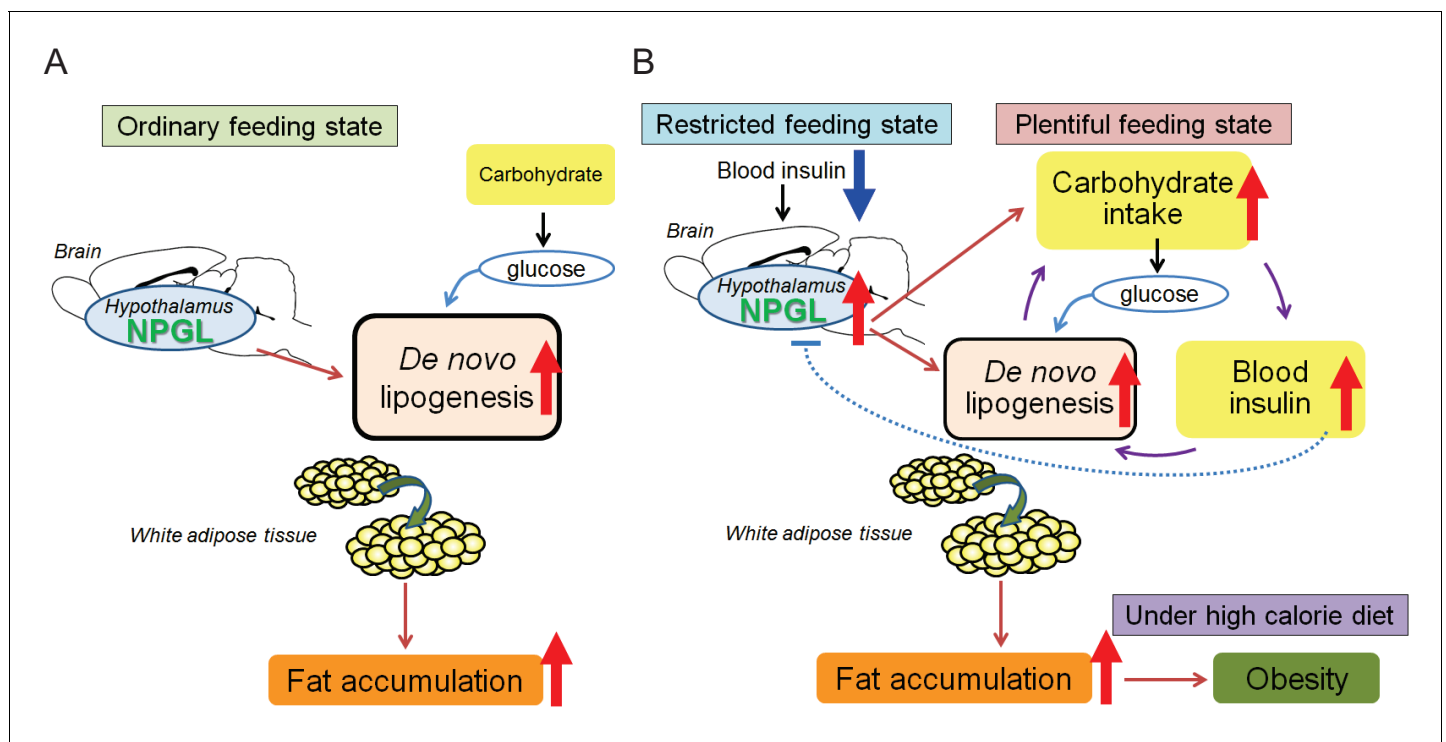 A
Ordinary feeding state
Carbohydrate
glucose
Brain
Hypothalamus
NPGL
De novo
lipogenesis
White adipose tissue
Fat accumulation
B
Restricted feeding state
Plentiful feeding state
Blood insulin
Carbohydrate
intake
Brain
Hypothalamus
NPGL
glucose
De novo
lipogenesis
Blood
insulin
White adipose tissue
Under high calorie diet
Fat accumulation
Obesity